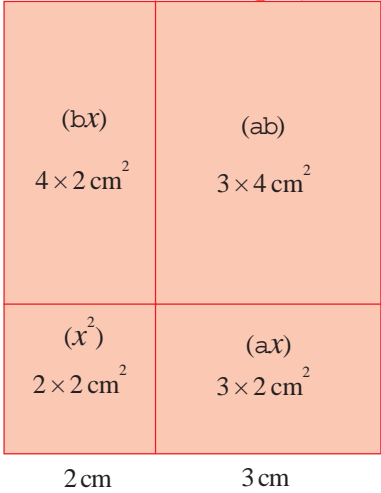 (bx)
4 × 2 cm²
(ab)
3 × 4 cm²
(x²)
2 × 2 cm²
(ax)
3 × 2 cm²
2 cm
3 cm